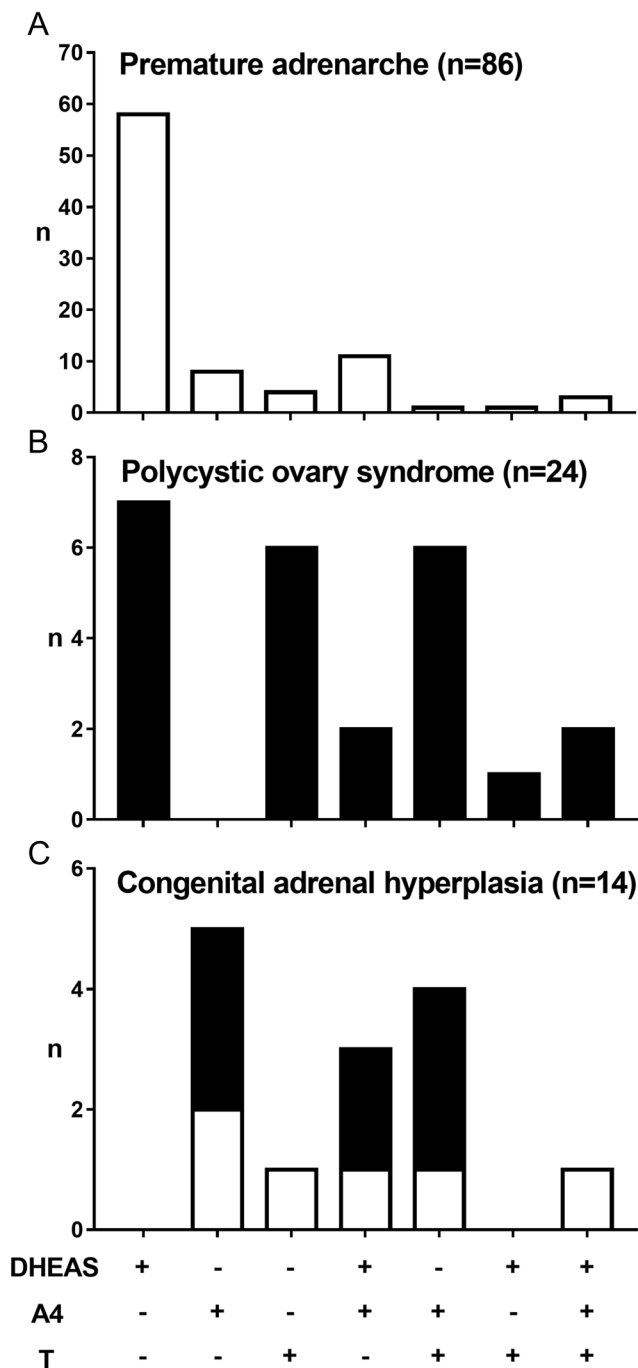 A
Premature adrenarche (n=86)
70
60
50
40
30
20
10
0
n
B
Polycystic ovary syndrome (n=24)
8
6
4
2
0
n
C
Congenital adrenal hyperplasia (n=14)
6
4
2
0
n
DHEAS + - - + - + +
A4 - + - + + - +
T - - + - + + +